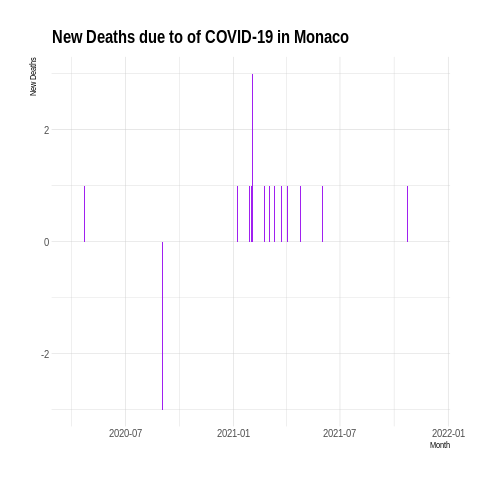 New Deaths due to of COVID-19 in Monaco
New Deaths
2
0
-2
2020-07
2021-01
2021-07
2022-01
Month